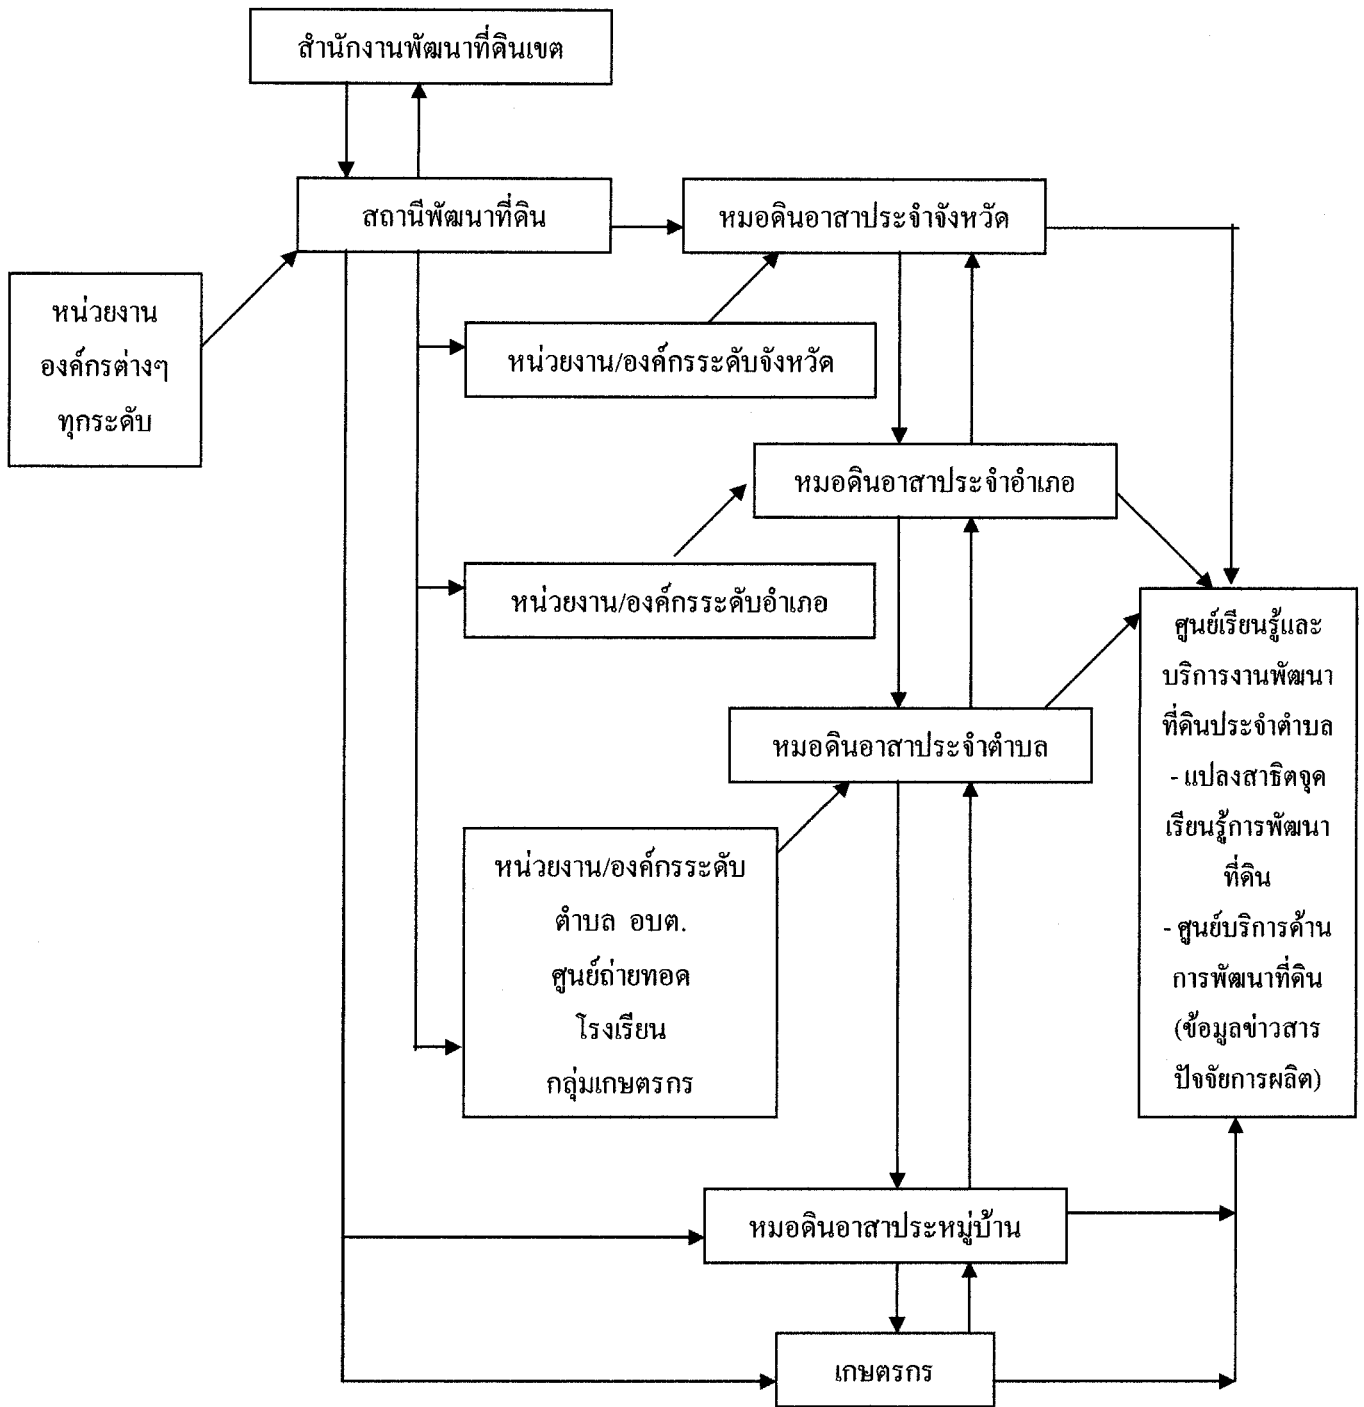 สำนักงานพัฒนาที่ดินเขต
สถานีพัฒนาที่ดิน
หมอดินอาสาประจำจังหวัด
หน่วยงาน
องค์กรต่างๆ
ทุกระดับ
หน่วยงาน/องค์กรระดับจังหวัด
หมอดินอาสาประจำอำเภอ
หน่วยงาน/องค์กรระดับอำเภอ
ศูนย์เรียนรู้และ
บริการงานพัฒนา
ที่ดินประจำตำบล
- แปลงสาธิตจุด
เรียนรู้การพัฒนา
ที่ดิน
- ศูนย์บริการด้าน
การพัฒนาที่ดิน
(ข้อมูลข่าวสาร
ปัจจัยการผลิต)
หมอดินอาสาประจำตำบล
หน่วยงาน/องค์กรระดับ
ตำบล อบต.
ศูนย์ถ่ายทอด
โรงเรียน
กลุ่มเกษตรกร
หมอดินอาสาประหมู่บ้าน
เกษตรกร